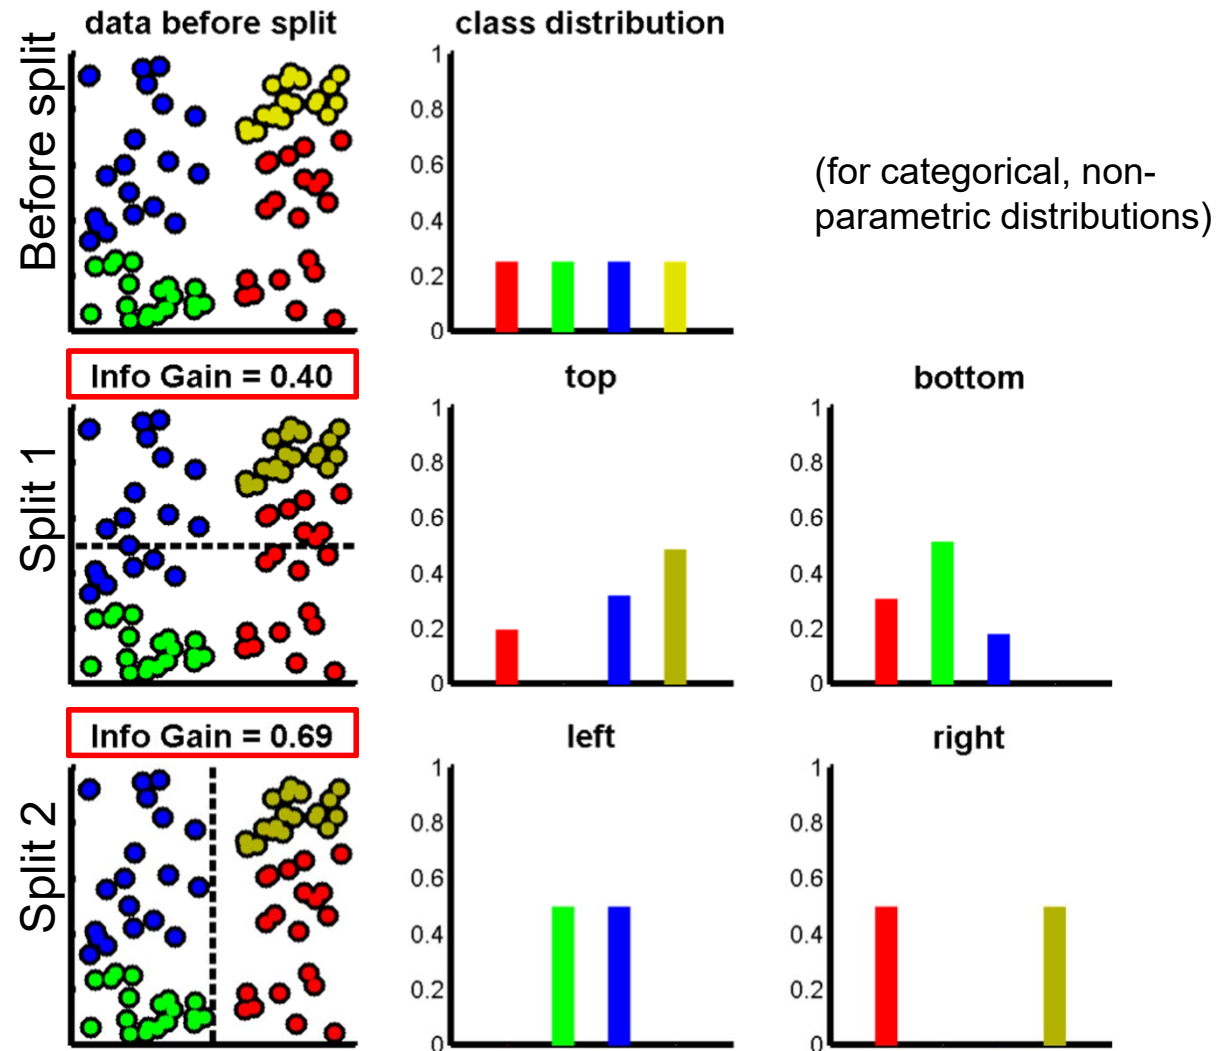 data before split
class distribution
Before split
1
0.8
0.6
0.4
0.2
0
(for categorical, non-
parametric distributions)
Info Gain = 0.40
top
bottom
Split 1
1
0.8
0.6
0.4
0.2
0
1
0.8
0.6
0.4
0.2
0
Info Gain = 0.69
left
right
Split 2
1
0.8
0.6
0.4
0.2
0
1
0.8
0.6
0.4
0.2
0